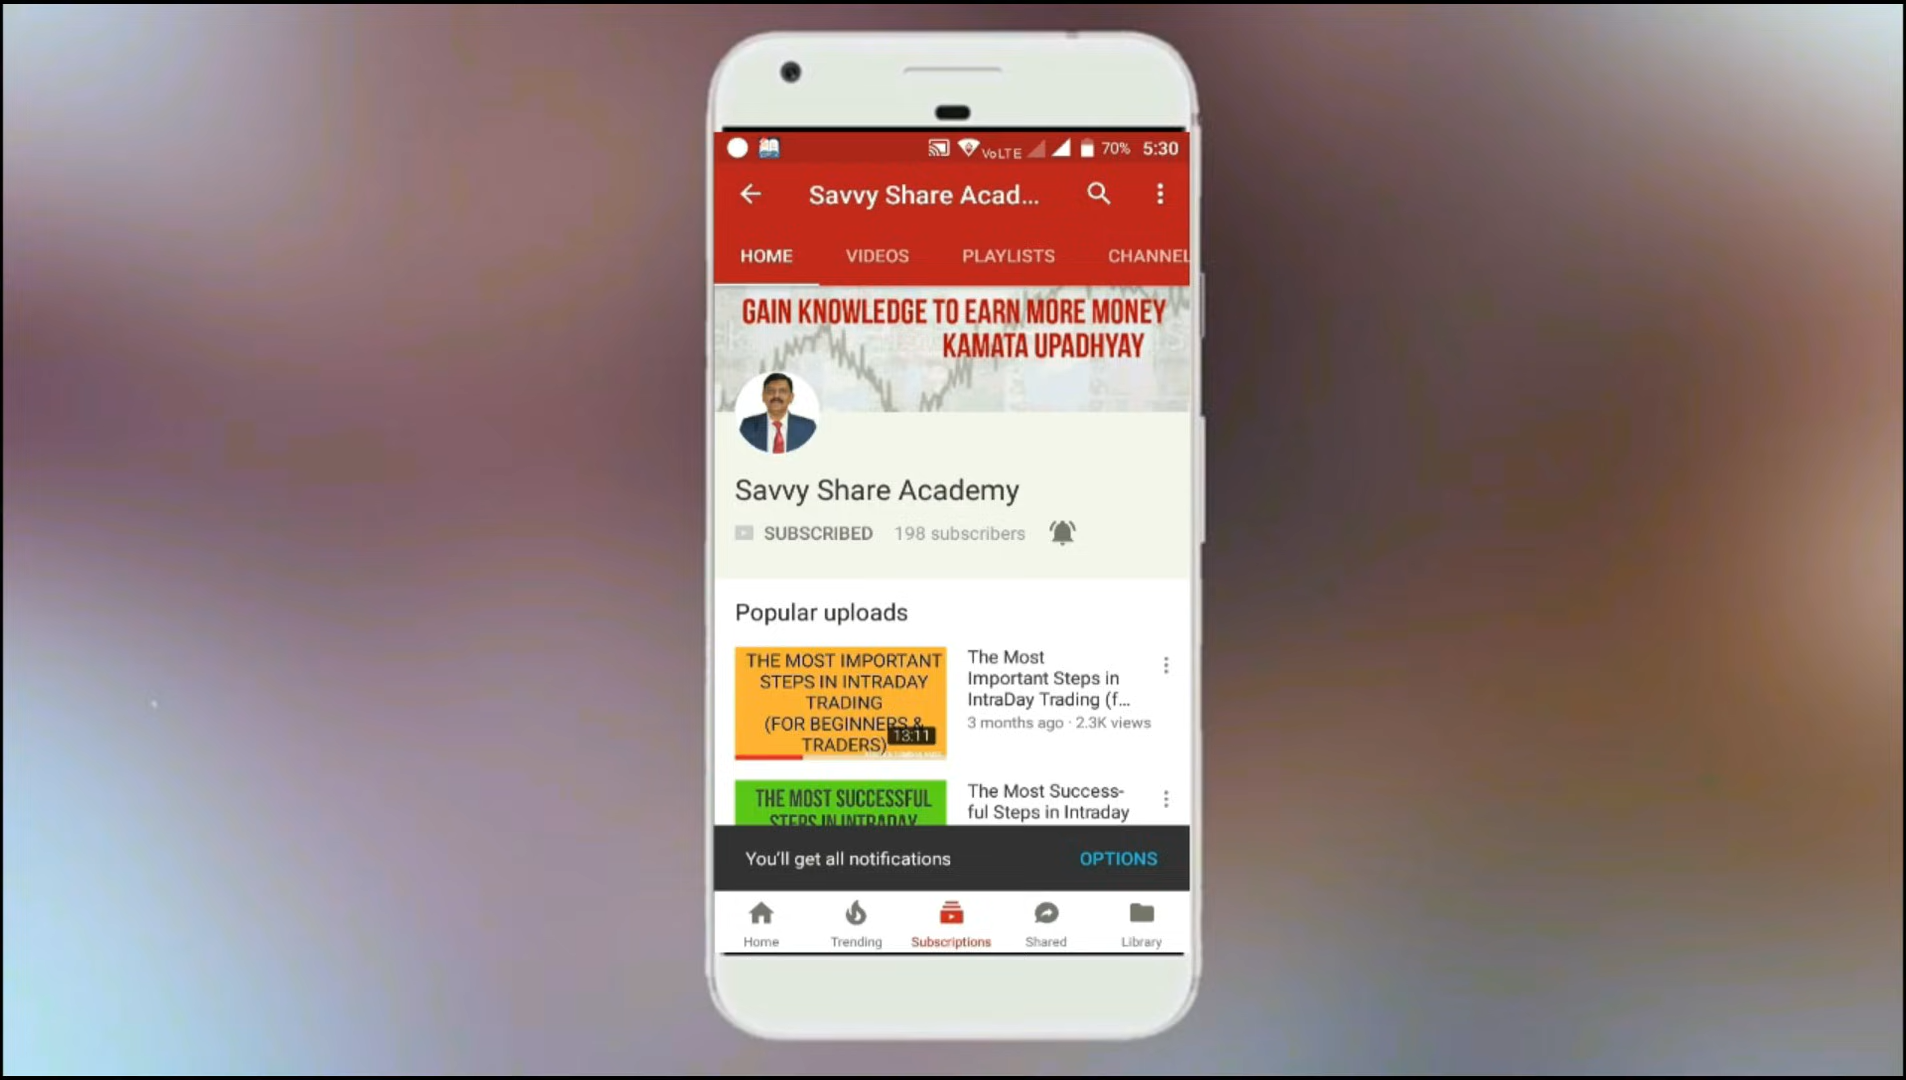 VoLTE 70% 5:30
Savvy Share Acad...
HOME VIDEOS PLAYLISTS CHANNEL
GAIN KNOWLEDGE TO EARN MORE MONEY
KAMATA UPADHYAY
Savvy Share Academy
SUBSCRIBED 198 subscribers
Popular uploads
THE MOST IMPORTANT
STEPS IN INTRADAY
TRADING
(FOR BEGINNERS &
TRADERS)
13:11
The Most
Important Steps in
IntraDay Trading (f...
3 months ago · 2.3K views
THE MOST SUCCESSFUL
STEPS IN INTRADAY
The Most Success-
ful Steps in Intraday
You'll get all notifications OPTIONS
Home Trending Subscriptions Shared Library